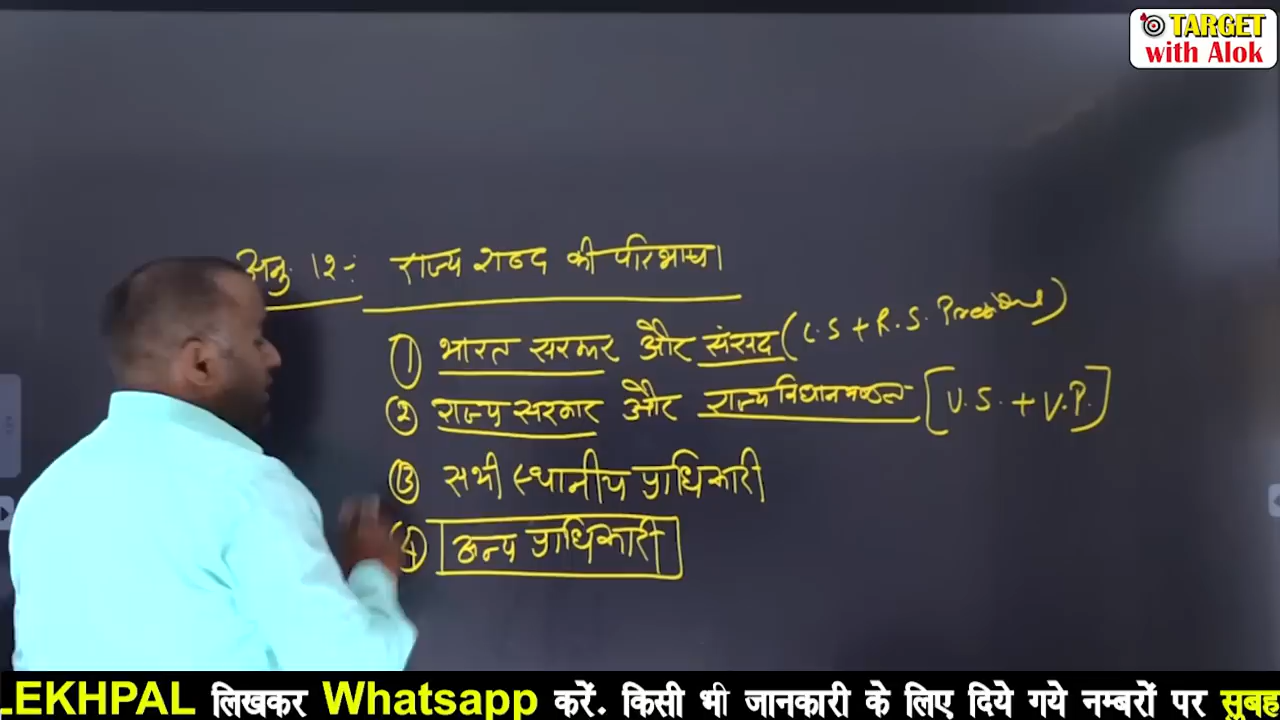 TARGET
with Alok
अनु. 12:- राज्य शब्द की परिभाषा
① भारत सरकार और संसद (L.S + R.S. President)
② राज्य सरकार और राज्य विधानमण्डल [V.S. + V.P.]
③ सभी स्थानीय प्राधिकारी
④ अन्य प्राधिकारी
LEKHPAL लिखकर Whatsapp करें. किसी भी जानकारी के लिए दिये गये नम्बरों पर सुबह